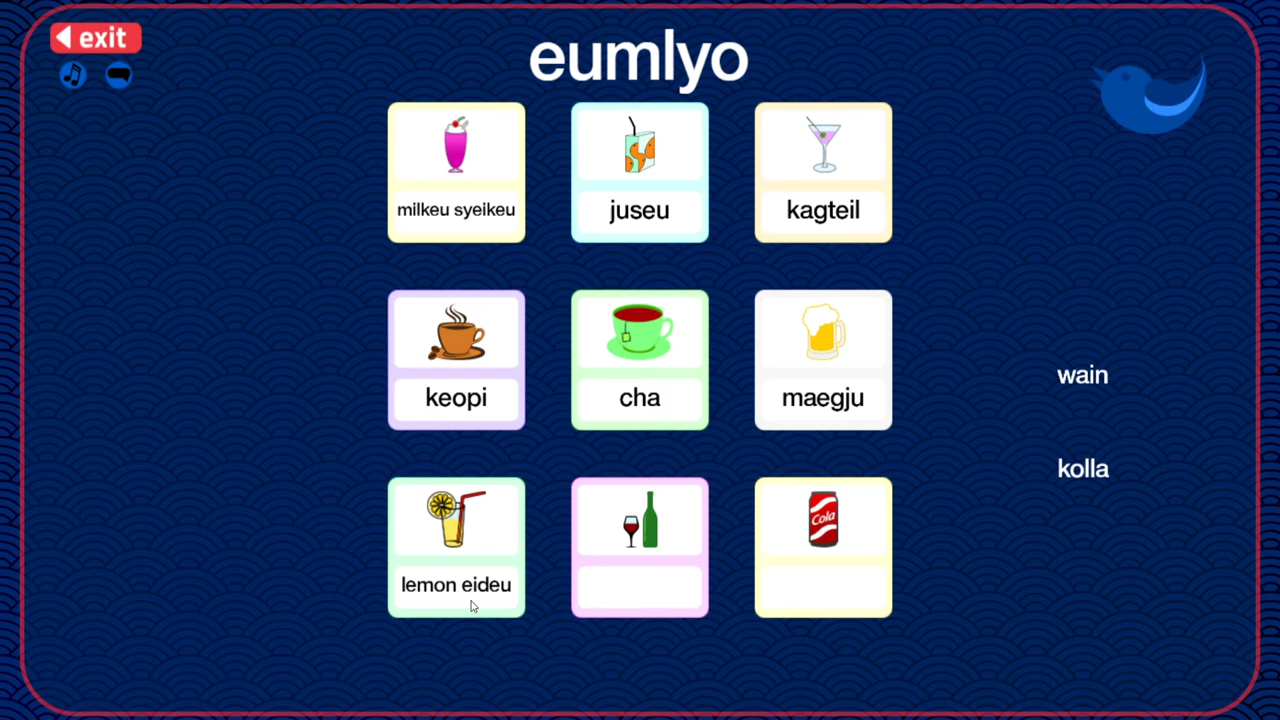 exit
eumlyo
milkeu syeikeu
juseu
kagteil
keopi
cha
maegju
wain
kolla
lemon eideu
Cola